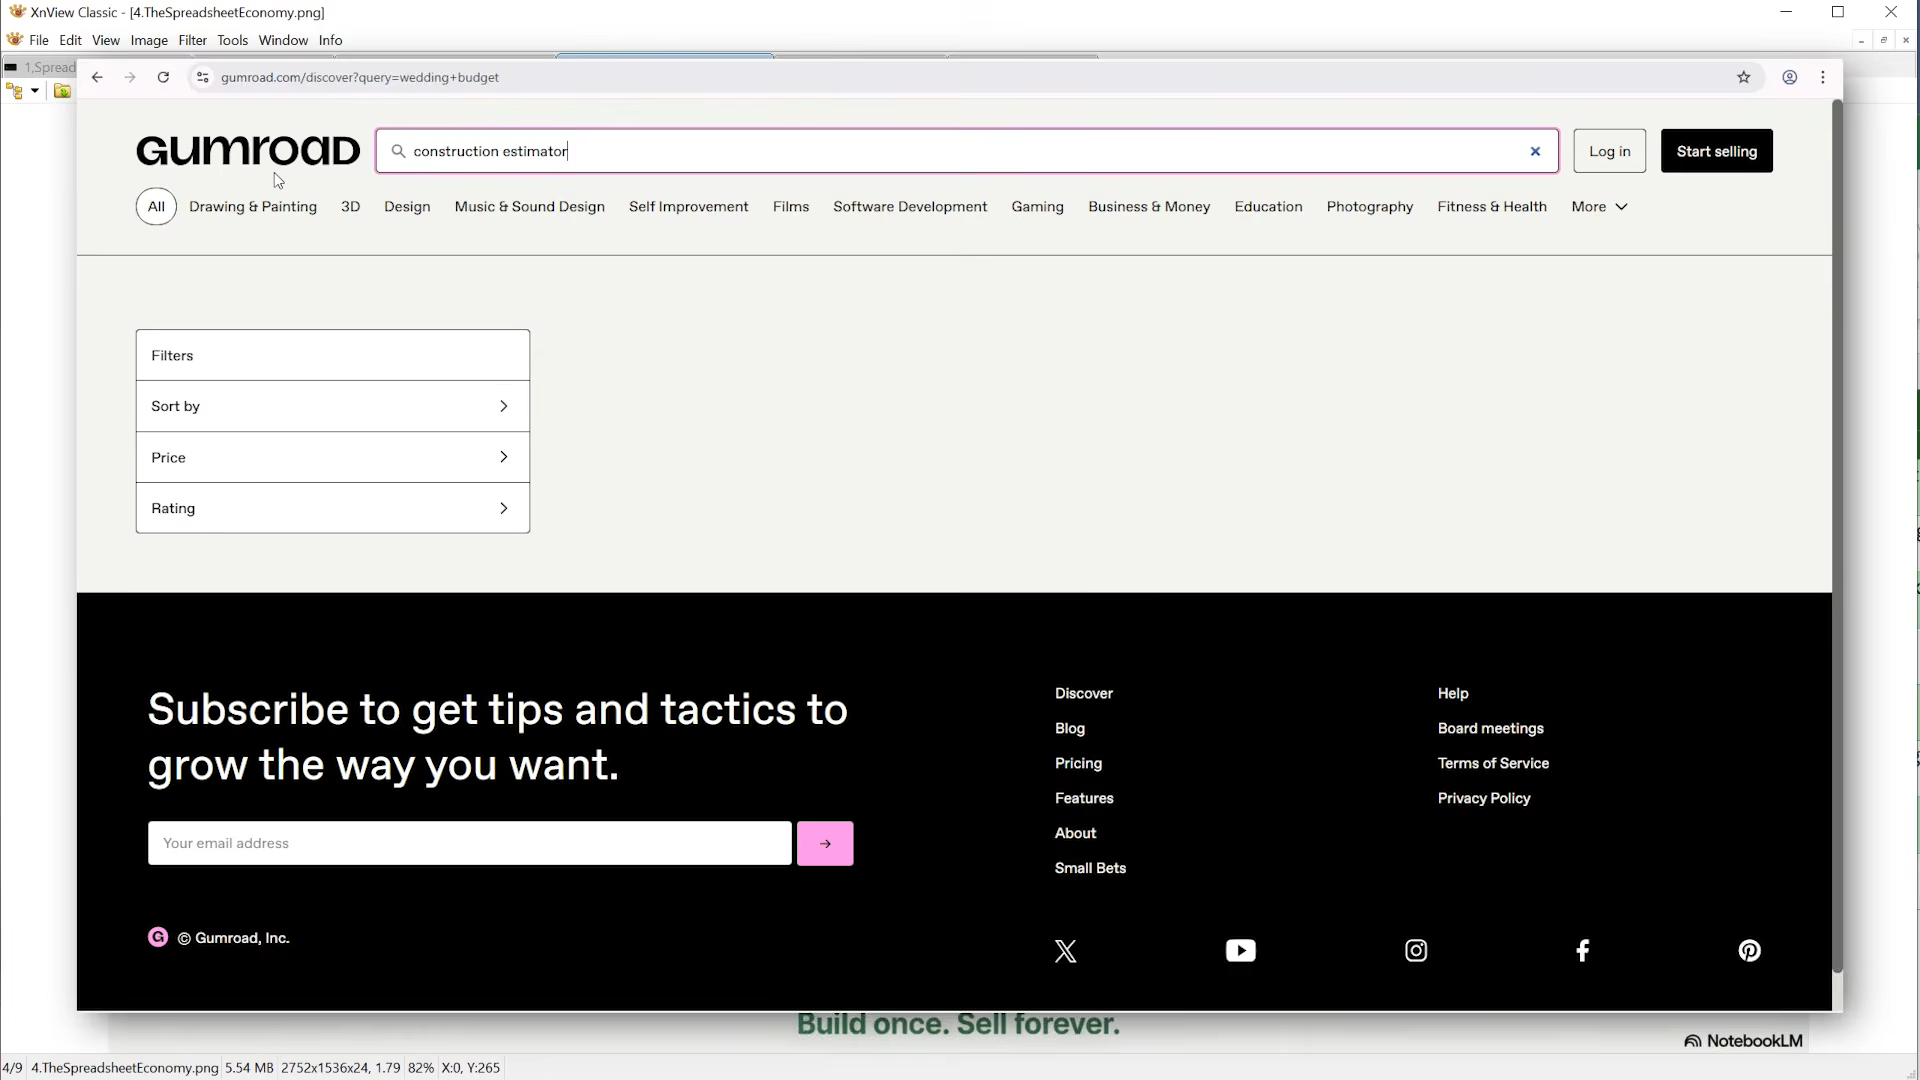 XnView Classic - [4.TheSpreadsheetEconomy.png]
File Edit View Image Filter Tools Window Info
1,Spread
gumroad.com/discover?query=wedding+budget
GUMROAD
construction estimator
Log in
Start selling
All Drawing & Painting 3D Design Music & Sound Design Self Improvement Films Software Development Gaming Business & Money Education Photography Fitness & Health More
Filters
Sort by
Price
Rating
Subscribe to get tips and tactics to
grow the way you want.
Your email address
Discover
Blog
Pricing
Features
About
Small Bets
Help
Board meetings
Terms of Service
Privacy Policy
G © Gumroad, Inc.
Build once. Sell forever.
NotebookLM
4/9 4.TheSpreadsheetEconomy.png 5.54 MB 2752x1536x24, 1.79 82% X:0, Y:265